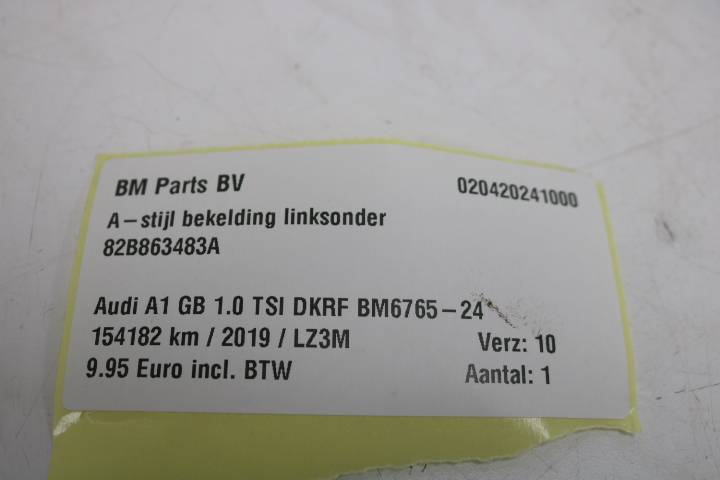 BM Parts BV 020420241000
A-stijl bekelding linksonder
82B863483A
Audi A1 GB 1.0 TSI DKRF BM6765-24
154182 km / 2019 / LZ3M Verz: 10
9.95 Euro incl. BTW Aantal: 1